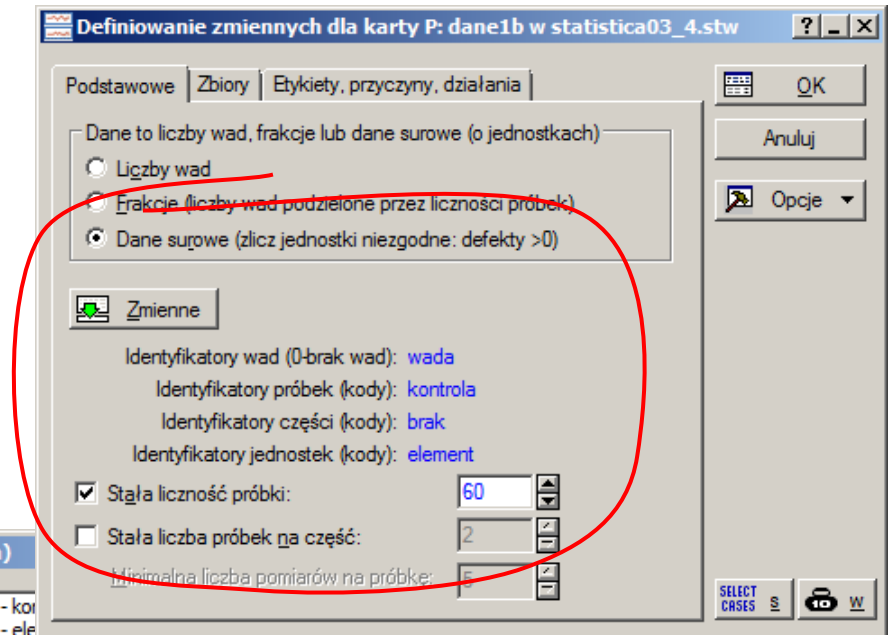 Definiowanie zmiennych dla karty P: dane1b w statistica03_4.stw
Podstawowe Zbiory Etykiety, przyczyny, działania
OK
Dane to liczby wad, frakcje lub dane surowe (o jednostkach)
Anuluj
Liczby wad
Frakcje (liczby wad podzielone przez liczności próbek)
Opcje
Dane surowe (zlicz jednostki niezgodne: defekty >0)
Zmienne
Identyfikatory wad (0-brak wad): wada
Identyfikatory próbek (kody): kontrola
Identyfikatory części (kody): brak
Identyfikatory jednostek (kody): element
Stała liczność próbki: 60
Stała liczba próbek na część: 2
Minimalna liczba pomiarów na próbkę: 5
SELECT
CASES S W
- kor
- ele